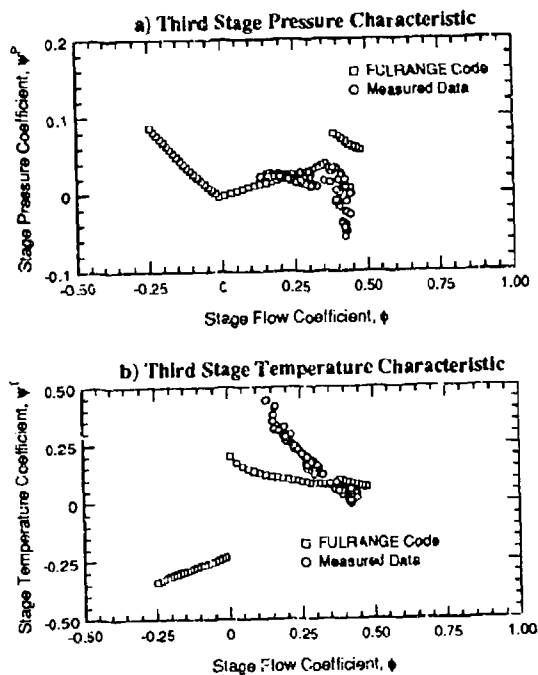 a) Third Stage Pressure Characteristic
Stage Pressure Coefficient, ψᵖ
0.2
0.1
0
-0.1
□ FULRANGE Code
○ Measured Data
-0.50 -0.25 0 0.25 0.50 0.75 1.00
Stage Flow Coefficient, ϕ
b) Third Stage Temperature Characteristic
Stage Temperature Coefficient, ψᵗ
0.50
0.25
0
-0.25
-0.50
□ FULRANGE Code
○ Measured Data
-0.50 -0.25 0 0.25 0.50 0.75 1.00
Stage Flow Coefficient, ϕ